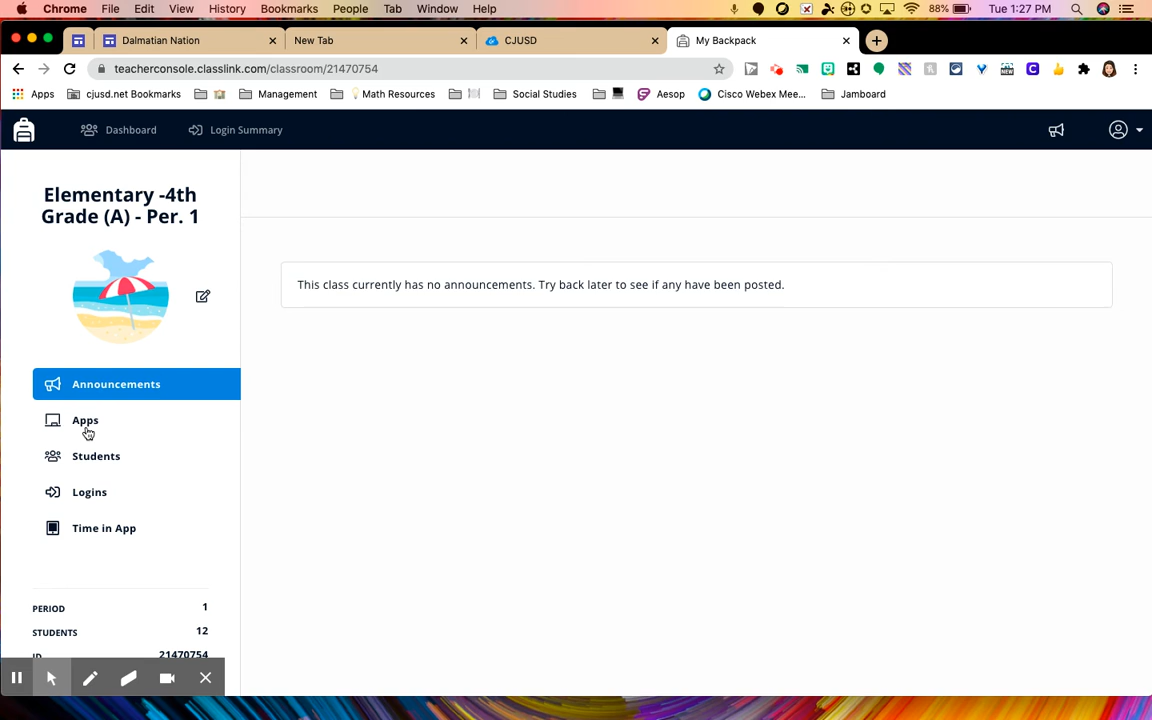 Chrome File Edit View History Bookmarks People Tab Window Help 88% Tue 1:27 PM
Dalmatian Nation New Tab CJUSD My Backpack
teacherconsole.classlink.com/classroom/21470754
Apps cjusd.net Bookmarks Management Math Resources Social Studies Aesop Cisco Webex Mee... Jamboard
Dashboard Login Summary
Elementary -4th
Grade (A) - Per. 1
This class currently has no announcements. Try back later to see if any have been posted.
Announcements
Apps
Students
Logins
Time in App
PERIOD 1
STUDENTS 12
ID 21470754